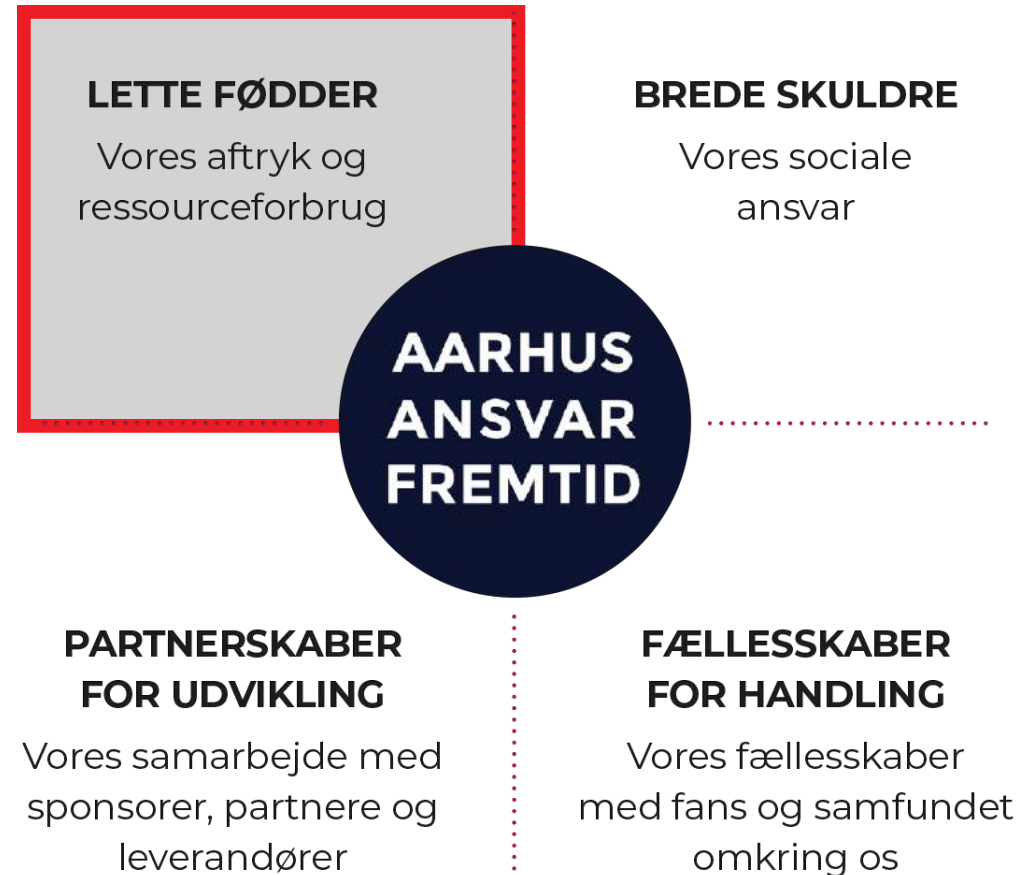 LETTE FØDDER
Vores aftryk og
ressourceforbrug
BREDE SKULDRE
Vores sociale
ansvar
AARHUS
ANSVAR
FREMTID
PARTNERSKABER
FOR UDVIKLING
Vores samarbejde med
sponsorer, partnere og
leverandører
FÆLLESSKABER
FOR HANDLING
Vores fællesskaber
med fans og samfundet
omkring os